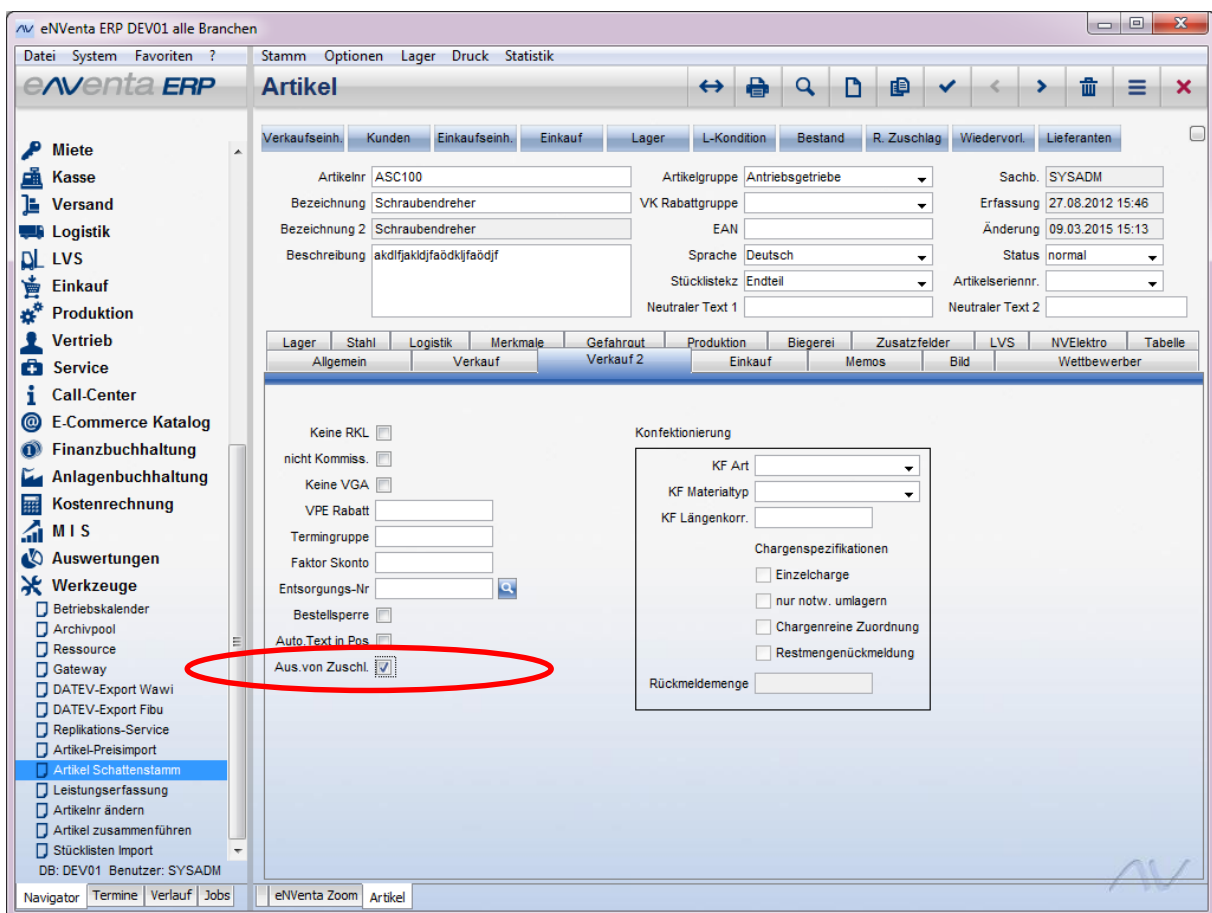 eNVenta ERP DEV01 alle Branchen
Datei System Favoriten ?
Stamm Optionen Lager Druck Statistik
eNVenta ERP
Artikel
Miete
Kasse
Versand
Logistik
LVS
Einkauf
Produktion
Vertrieb
Service
Call-Center
E-Commerce Katalog
Finanzbuchhaltung
Anlagenbuchhaltung
Kostenrechnung
M I S
Auswertungen
Werkzeuge
Betriebskalender
Archivpool
Ressource
Gateway
DATEV-Export Wawi
DATEV-Export Fibu
Replikations-Service
Artikel-Preisimport
Artikel Schattenstamm
Leistungserfassung
Artikelnr ändern
Artikel zusammenführen
Stücklisten Import
DB: DEV01 Benutzer: SYSADM
Navigator Termine Verlauf Jobs
Verkaufseinh. Kunden Einkaufseinh. Einkauf Lager L-Kondition Bestand R. Zuschlag Wiedervorl. Lieferanten
Artikelnr ASC100 Artikelgruppe Antriebsgetriebe Sachb. SYSADM
Bezeichnung Schraubendreher VK Rabattgruppe Erfassung 27.08.2012 15:46
Bezeichnung 2 Schraubendreher EAN Änderung 09.03.2015 15:13
Beschreibung akdlfjakldjfaödkljfaödjf Sprache Deutsch Status normal
Stücklistekz Endteil Artikelseriennr.
Neutraler Text 1 Neutraler Text 2
Lager Stahl Logistik Merkmale Gefahrgut Produktion Biegerei Zusatzfelder LVS NVElektro Tabelle
Allgemein Verkauf Verkauf 2 Einkauf Memos Bild Wettbewerber
Keine RKL
nicht Kommiss.
Keine VGA
VPE Rabatt
Termingruppe
Faktor Skonto
Entsorgungs-Nr
Bestellsperre
Auto.Text in Pos
Aus.von Zuschl.
Konfektionierung
KF Art
KF Materialtyp
KF Längenkorr.
Chargenspezifikationen
Einzelcharge
nur notw. umlagern
Chargenreine Zuordnung
Restmengenückmeldung
Rückmeldemenge
eNVenta Zoom Artikel